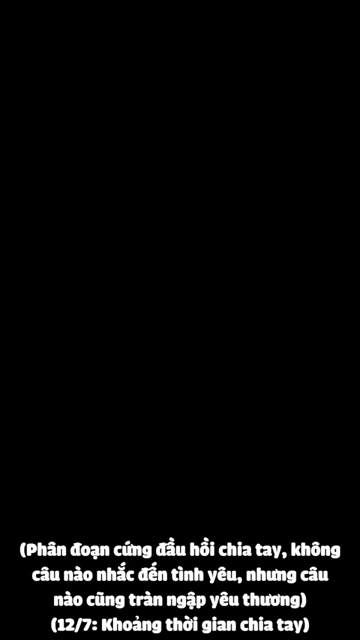 (Phân đoạn cứng đầu hồi chia tay, không
câu nào nhắc đến tình yêu, nhưng câu
nào cũng tràn ngập yêu thương)
(12/7: Khoảng thời gian chia tay)